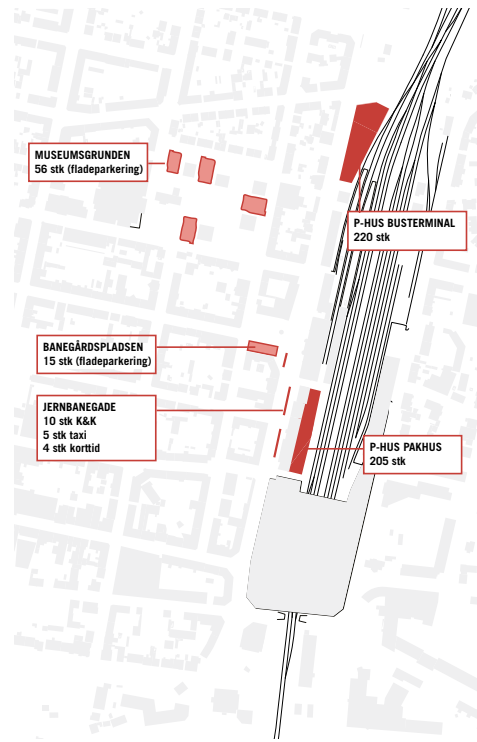 MUSEUMSGRUNDEN
56 stk (fladeparkering)
P-HUS BUSTERMINAL
220 stk
BANEGÅRDSPLADSEN
15 stk (fladeparkering)
JERNBANEGADE
10 stk K&K
5 stk taxi
4 stk korttid
P-HUS PAKHUS
205 stk